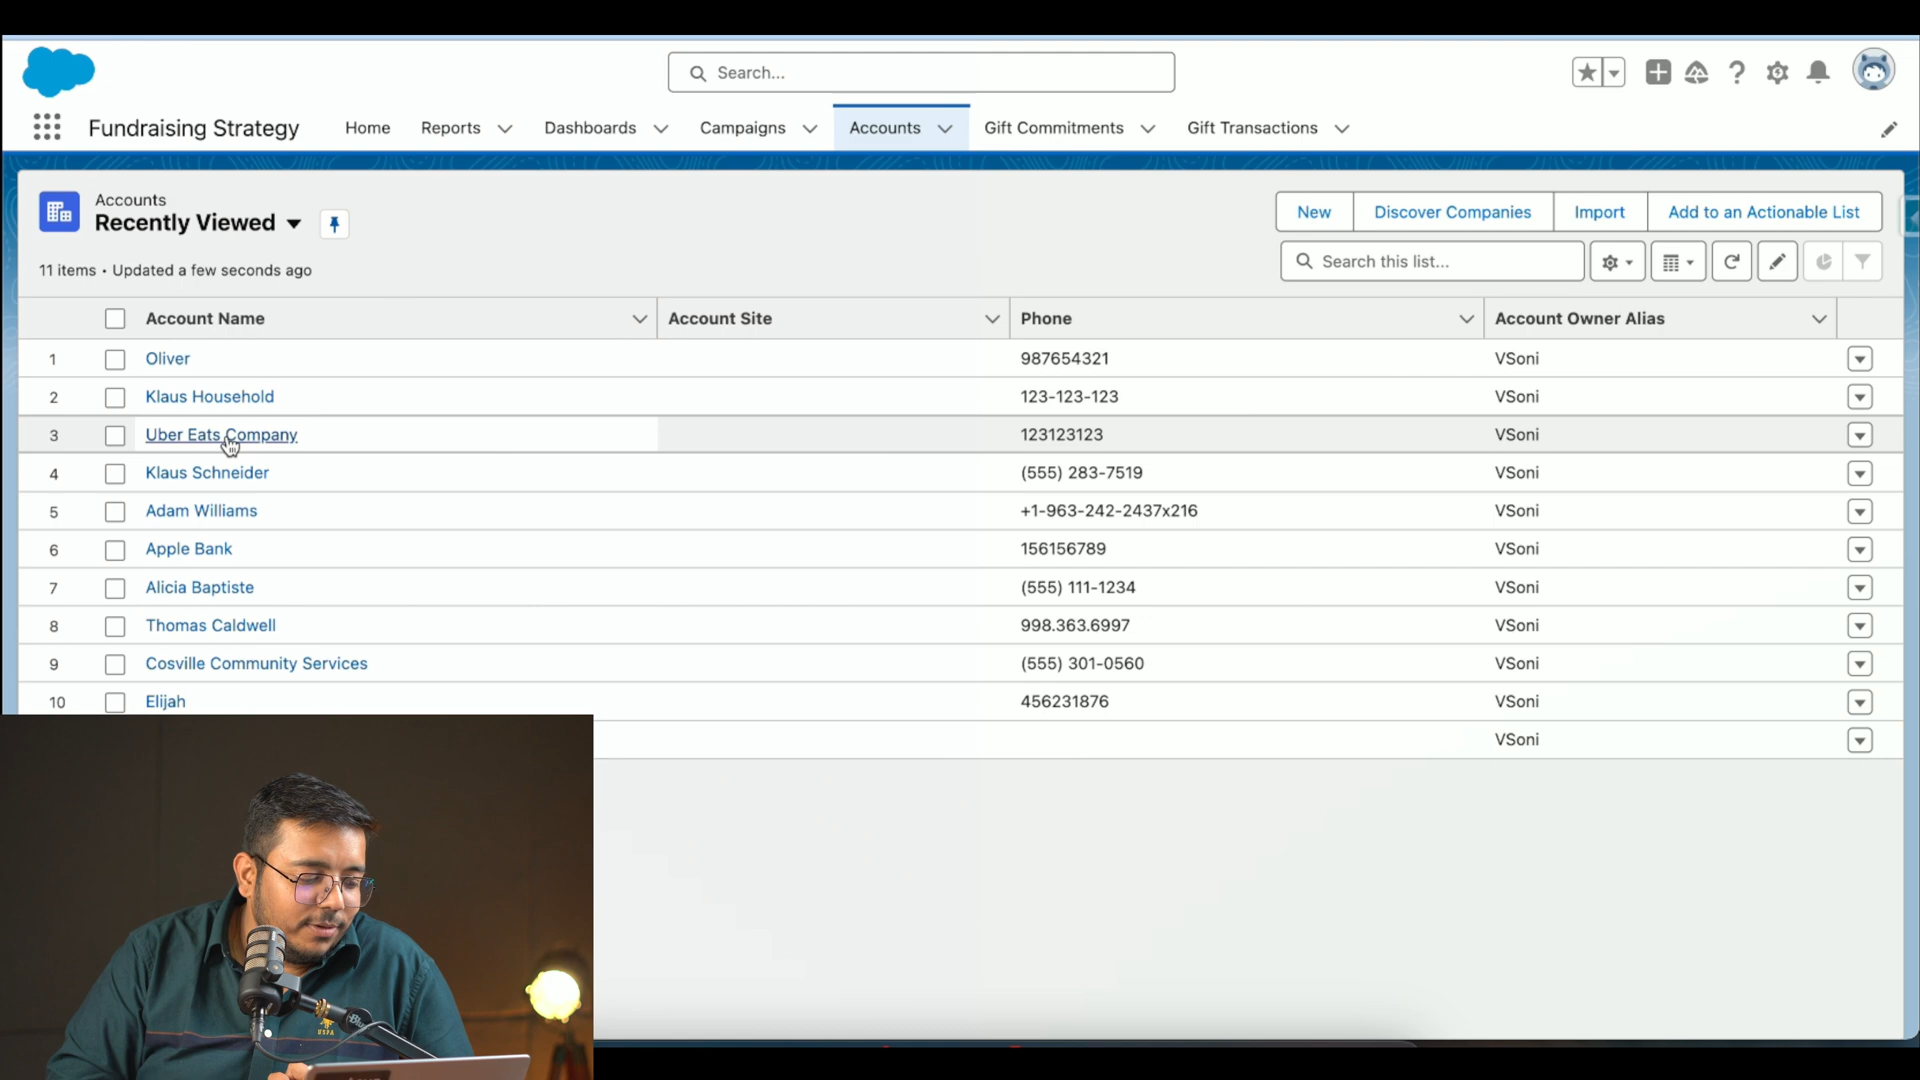 Search...
Fundraising Strategy Home Reports Dashboards Campaigns Accounts Gift Commitments Gift Transactions
Accounts
Recently Viewed
New Discover Companies Import Add to an Actionable List
11 items • Updated a few seconds ago
Search this list...
Account Name Account Site Phone Account Owner Alias
1 Oliver 987654321 VSoni
2 Klaus Household 123-123-123 VSoni
3 Uber Eats Company 123123123 VSoni
4 Klaus Schneider (555) 283-7519 VSoni
5 Adam Williams +1-963-242-2437x216 VSoni
6 Apple Bank 156156789 VSoni
7 Alicia Baptiste (555) 111-1234 VSoni
8 Thomas Caldwell 998.363.6997 VSoni
9 Cosville Community Services (555) 301-0560 VSoni
10 Elijah 456231876 VSoni
VSoni
USPA